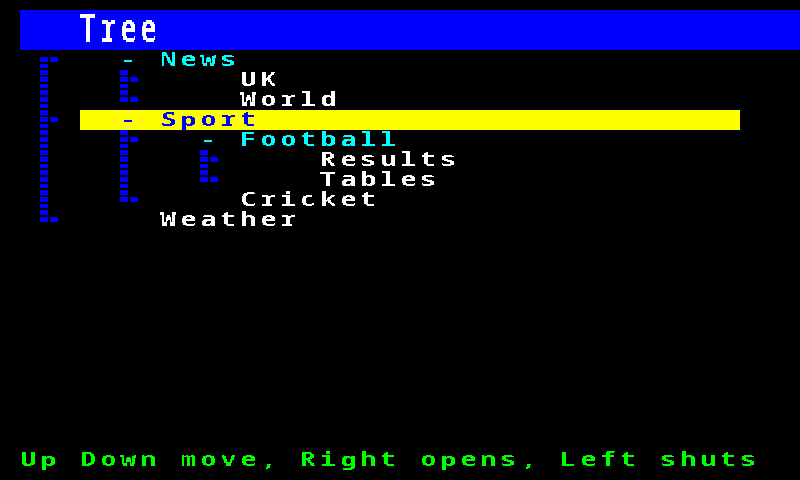 Tree
- News
UK
World
- Sport
- Football
Results
Tables
Cricket
Weather
Up Down move, Right opens, Left shuts